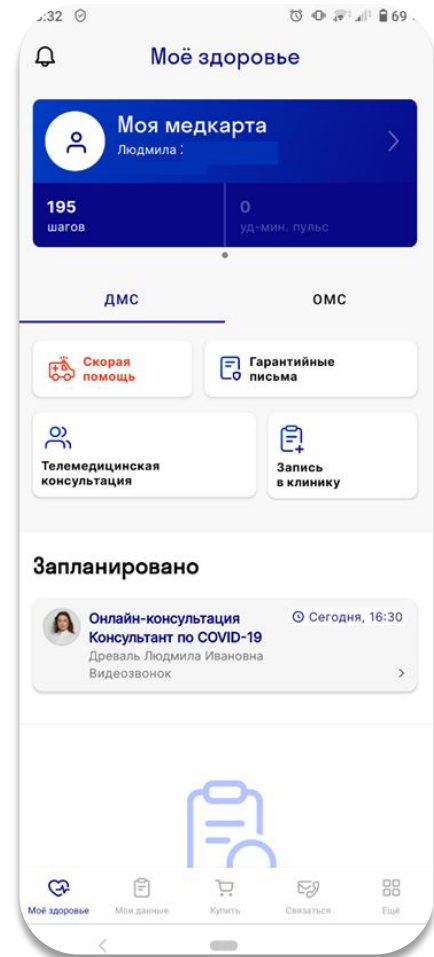 :32 69
Моё здоровье
Моя медкарта
Людмила
195
шагов
0
уд-мин. пульс
ДМС ОМС
Скорая
помощь
Гарантийные
письма
Телемедицинская
консультация
Запись
в клинику
Запланировано
Онлайн-консультация
Консультант по COVID-19
Сегодня, 16:30
Древаль Людмила Ивановна
Видеозвонок
Моё здоровье Мои данные Купить Связаться Ещё